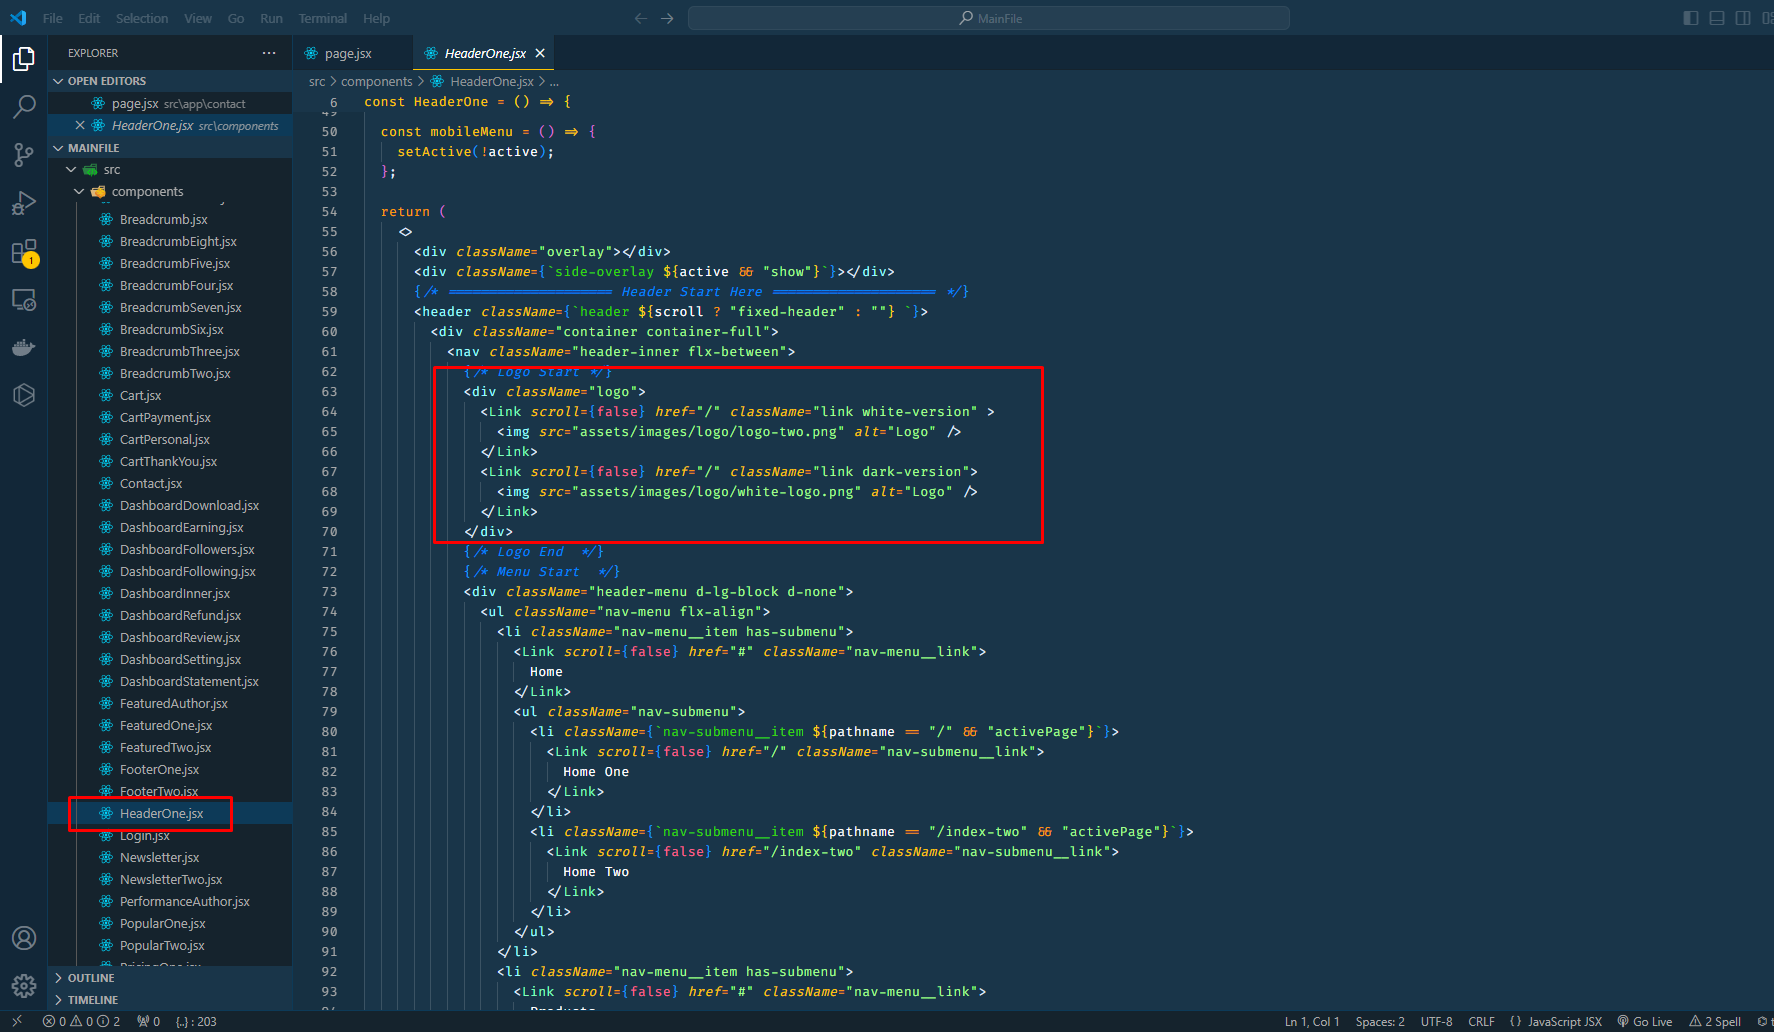 File Edit Selection View Go Run Terminal Help
MainFile
EXPLORER
OPEN EDITORS
page.jsx src\app\contact
HeaderOne.jsx src\components
MAINFILE
src
components
Breadcrumb.jsx
BreadcrumbEight.jsx
BreadcrumbFive.jsx
BreadcrumbFour.jsx
BreadcrumbSeven.jsx
BreadcrumbSix.jsx
BreadcrumbThree.jsx
BreadcrumbTwo.jsx
Cart.jsx
CartPayment.jsx
CartPersonal.jsx
CartThankYou.jsx
Contact.jsx
DashboardDownload.jsx
DashboardEarning.jsx
DashboardFollowers.jsx
DashboardFollowing.jsx
DashboardInner.jsx
DashboardRefund.jsx
DashboardReview.jsx
DashboardSetting.jsx
DashboardStatement.jsx
FeaturedAuthor.jsx
FeaturedOne.jsx
FeaturedTwo.jsx
FooterOne.jsx
FooterTwo.jsx
HeaderOne.jsx
Login.jsx
Newsletter.jsx
NewsletterTwo.jsx
PerformanceAuthor.jsx
PopularOne.jsx
PopularTwo.jsx
PricingOne.jsx
OUTLINE
TIMELINE
1
page.jsx
HeaderOne.jsx
src > components > HeaderOne.jsx > ...
6 const HeaderOne = () => {
49
50 const mobileMenu = () => {
51 setActive(!active);
52 };
53
54 return (
55 <>
56 <div className="overlay"></div>
57 <div className={`side-overlay ${active && "show"}`}></div>
58 {/* ==================== Header Start Here ==================== */}
59 <header className={`header ${scroll ? "fixed-header" : ""} `}>
60 <div className="container container-full">
61 <nav className="header-inner flx-between">
62 {/* Logo Start */}
63 <div className="logo">
64 <Link scroll={false} href="/" className="link white-version" >
65 <img src="assets/images/logo/logo-two.png" alt="Logo" />
66 </Link>
67 <Link scroll={false} href="/" className="link dark-version">
68 <img src="assets/images/logo/white-logo.png" alt="Logo" />
69 </Link>
70 </div>
71 {/* Logo End  */}
72 {/* Menu Start  */}
73 <div className="header-menu d-lg-block d-none">
74 <ul className="nav-menu flx-align">
75 <li className="nav-menu__item has-submenu">
76 <Link scroll={false} href="#" className="nav-menu__link">
77 Home
78 </Link>
79 <ul className="nav-submenu">
80 <li className={`nav-submenu__item ${pathname == "/" && "activePage"}`}>
81 <Link scroll={false} href="/" className="nav-submenu__link">
82 Home One
83 </Link>
84 </li>
85 <li className={`nav-submenu__item ${pathname == "/index-two" && "activePage"}`}>
86 <Link scroll={false} href="/index-two" className="nav-submenu__link">
87 Home Two
88 </Link>
89 </li>
90 </ul>
91 </li>
92 <li className="nav-menu__item has-submenu">
93 <Link scroll={false} href="#" className="nav-menu__link">
94 Products
0 0 2 0 {..} : 203
Ln 1, Col 1 Spaces: 2 UTF-8 CRLF {} JavaScript JSX Go Live 2 Spell